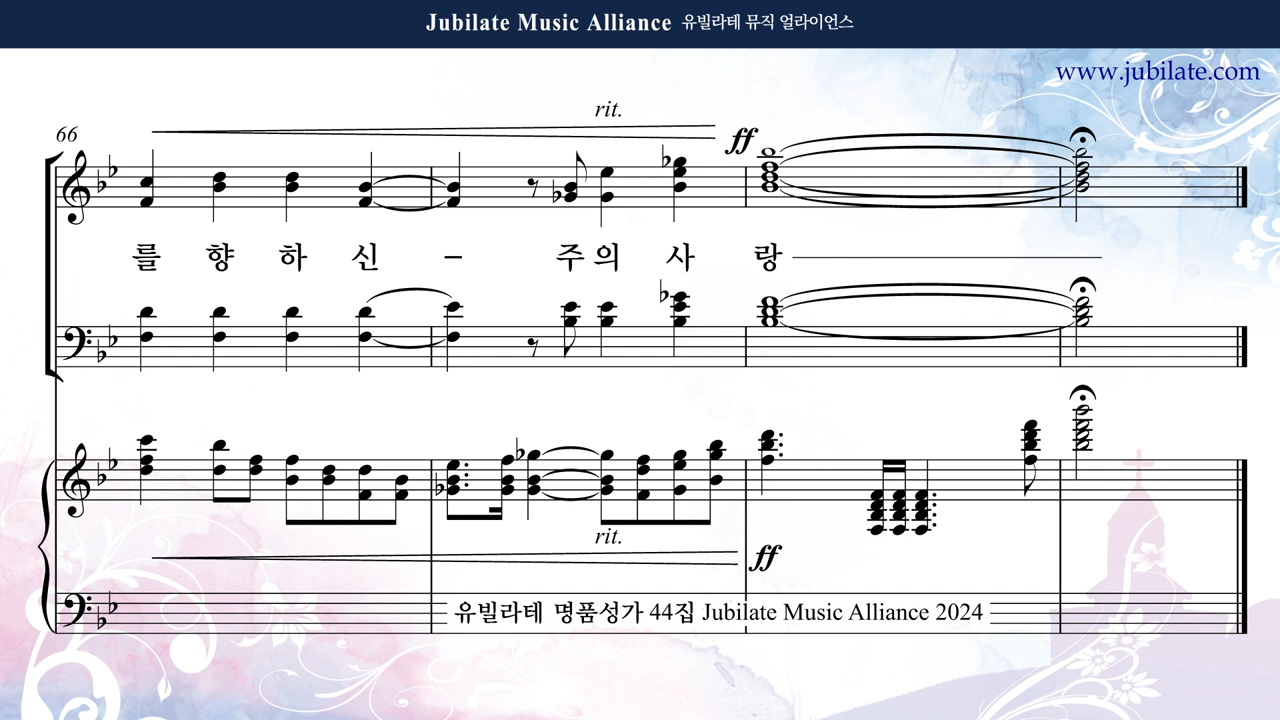 Jubilate Music Alliance 유빌라테 뮤직 얼라이언스
www.jubilate.com
rit.
66
ff
를 향 하 신 – 주 의 사 랑
rit.
ff
유빌라테 명품성가 44집 Jubilate Music Alliance 2024